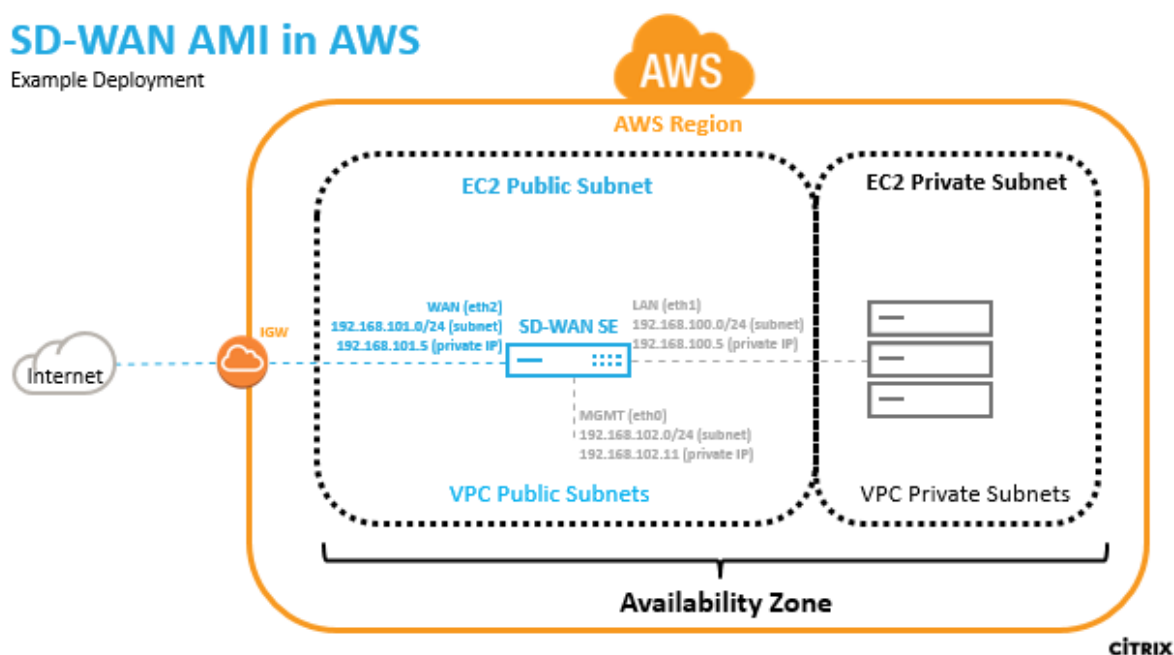 SD-WAN AMI in AWS
Example Deployment
AWS
AWS Region
EC2 Public Subnet
EC2 Private Subnet
WAN (eth2)
192.168.101.0/24 (subnet)
192.168.101.5 (private IP)
SD-WAN SE
LAN (eth1)
192.168.100.0/24 (subnet)
192.168.100.5 (private IP)
IGW
Internet
MGMT (eth0)
192.168.102.0/24 (subnet)
192.168.102.11 (private IP)
VPC Public Subnets
VPC Private Subnets
Availability Zone
CITRIX